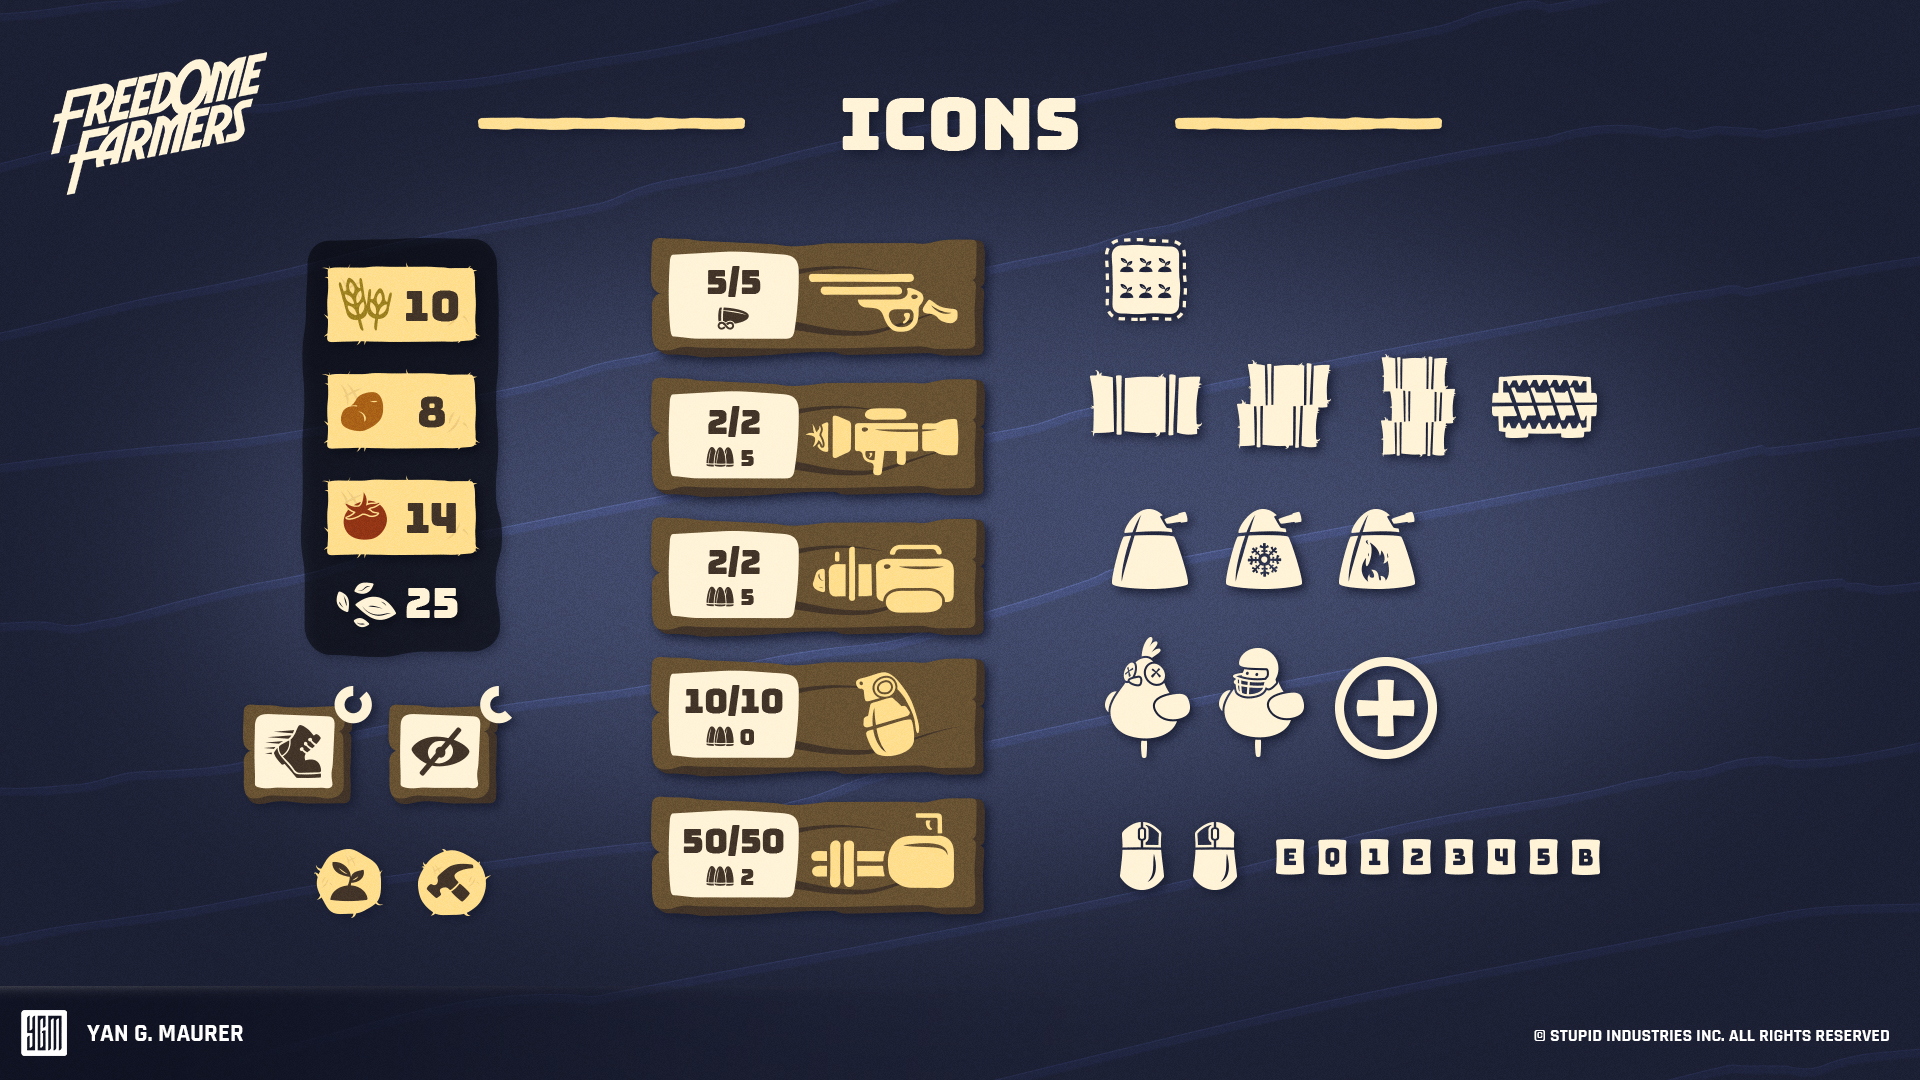 FREEDOME
FARMERS
ICONS
10
8
14
25
5/5
∞
2/2
5
2/2
5
10/10
0
50/50
2
E Q 1 2 3 4 5 B
YGM
YAN G. MAURER
© STUPID INDUSTRIES INC. ALL RIGHTS RESERVED